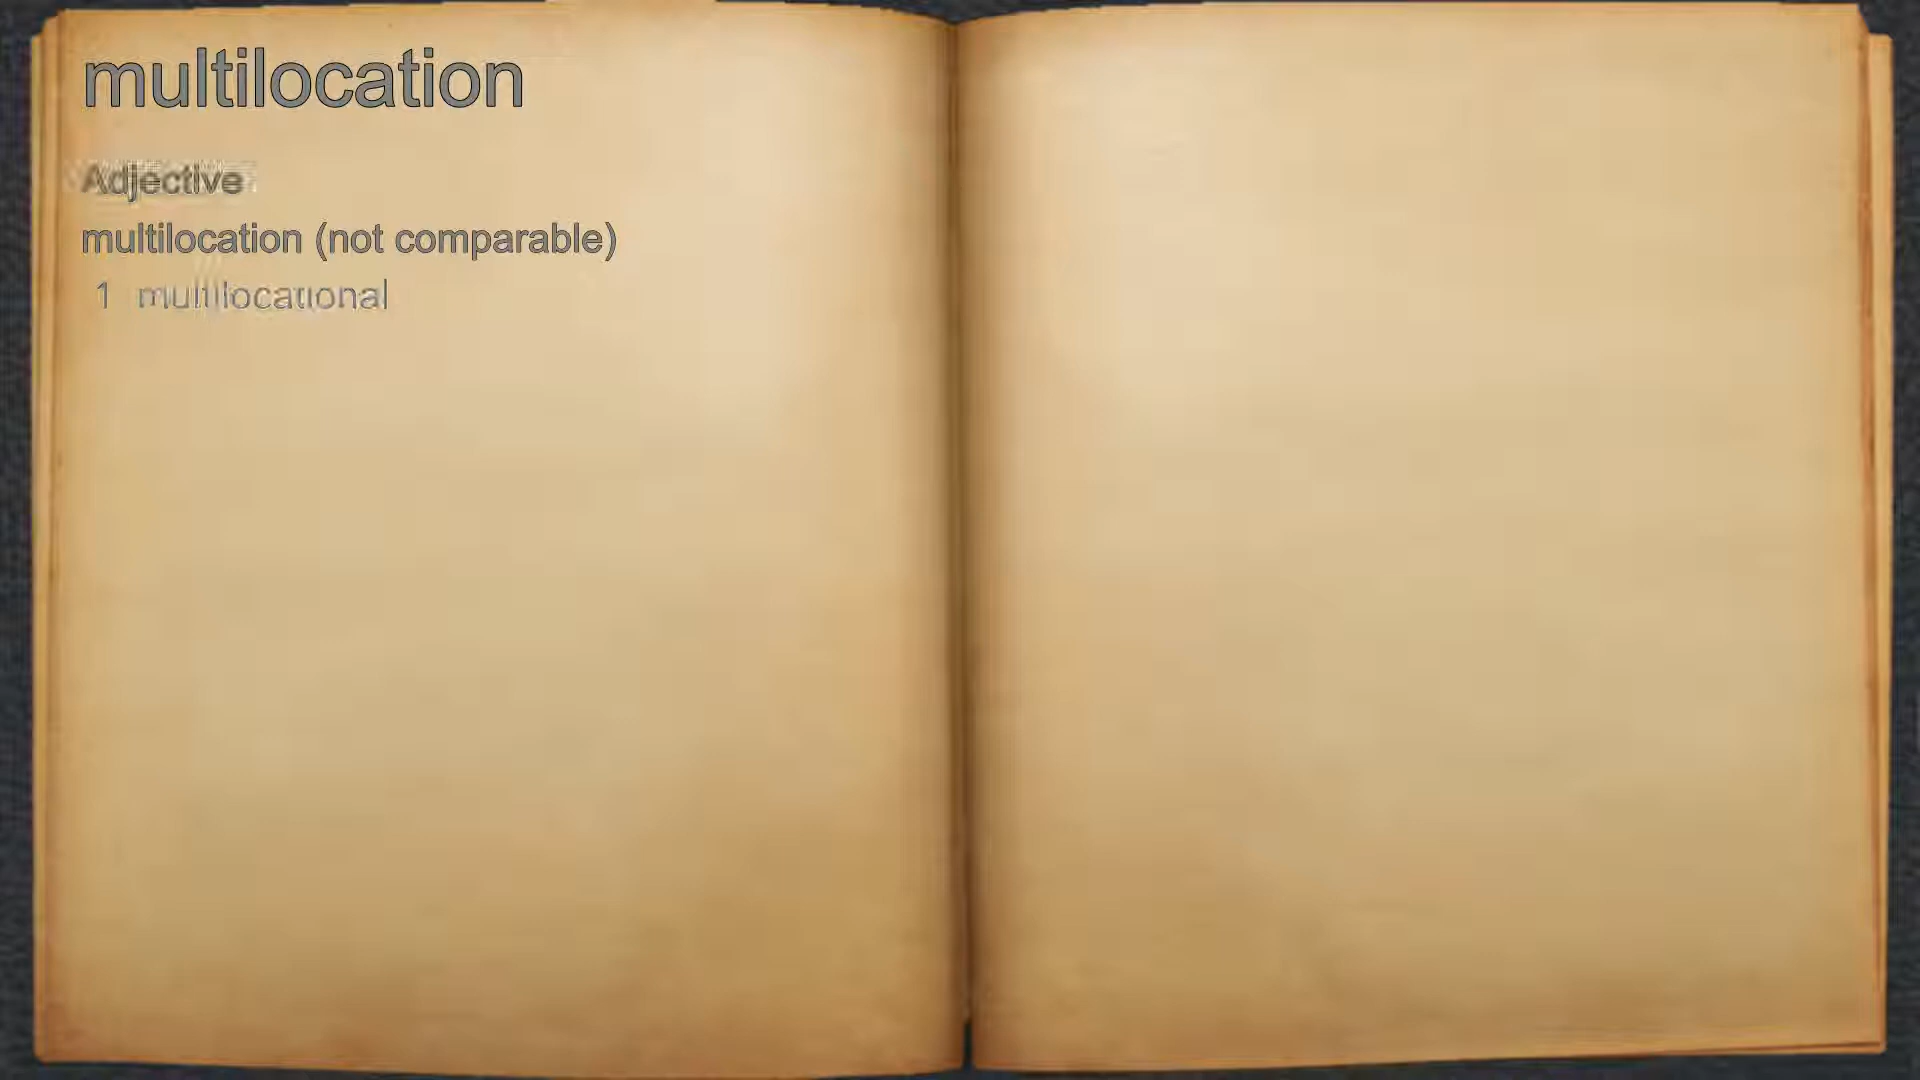 multilocation
Adjective
multilocation (not comparable)
1 multilocational